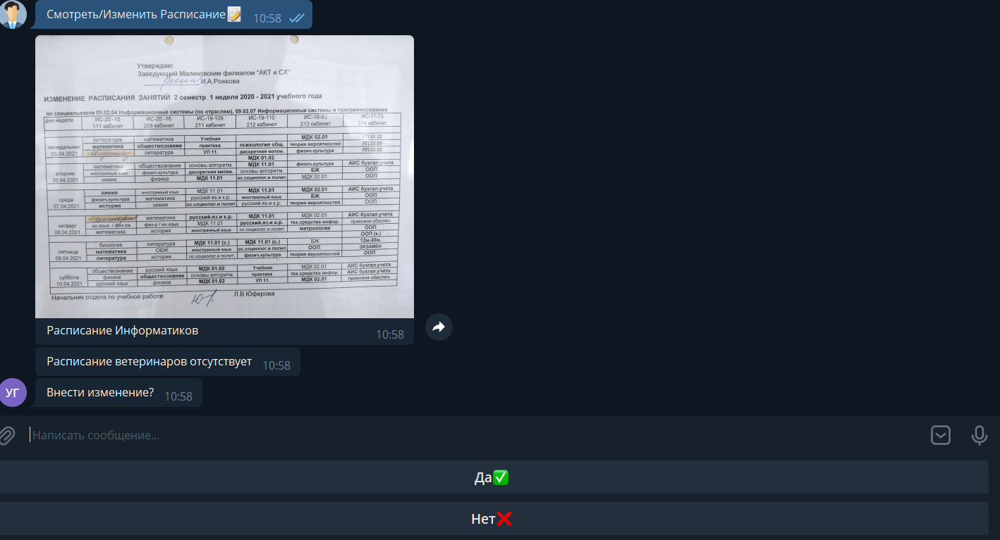 Смотреть/Изменить Расписание📝 10:58
Утверждаю:
Заведующий Малиновским филиалом "АКТ и СХ"
И.А.Рожкова
ИЗМЕНЕНИЕ РАСПИСАНИЯ ЗАНЯТИЙ 2 семестр 1 неделя 2020 - 2021 учебного года
по специальности 09.02.04 Информационные системы (по отраслям), 09.02.07 Информационные системы и программирование
дни недели ИС-20 -15 ИС-20 -16 ИС-19-109 ИС-19-110 ИС-18-93 ИС-17-73
111 кабинет 209 кабинет 211 кабинет 212 кабинет 213 кабинет 214 кабинет
литература математика Учебная МДК 02.01 ПП.02.02
понедельник математика обществознание практика психология общ. теория вероятностей ПП.02.02
05.04.2021 литература УП 11. дискретная матем. физич.культура ПП.02.02
МДК 01.02
математика обществознание основы алгоритм. МДК 11.01 физич.культура АИС бухгал.учета
вторник иностранный язык физич.культура дискретная матем. основы алгоритм. БЖ ООП
06.04.2021 химия физика МДК 11.01 ос.социолог.и полит. МДК 02.01 ООП
химия иностранный язык МДК 11.01 МДК 11.01 МДК 02.01 АИС бухгал.учета
среда физич.культура математика русский.яз.и к.р. иностранный язык БЖ ООП
07.04.2021 история химия ос.социолог.и полит. русский.яз.и к.р. теория вероятностей ООП
математика русский.яз.и к.р. МДК 11.01 МДК 02.01 АИС бухгал.учета
четверг ин.язык / физ-ра физ-р / ин.язык МДК 11.01 русский.яз.и к.р. тех.средства инфор. правовое обеспеч.
08.04.2021 математика история иностранный язык ос.социолог.и полит. метрология ООП
ООП (к.)
биология литература МДК 11.01 (с.) МДК 11.01 (с.) БЖ 12м.40м.
пятница математика ОБЖ иностранный язык ос.социолог.и полит. ООП ЭКЗАМЕН
09.04.2021 литература история ос.социолог.и полит. физич.культура теория вероятностей ООП
обществознание русский язык МДК 01.02 Учебная МДК 02.01 АИС бухгал.учета
суббота физика обществознание основы алгоритм. практика тех.средства инфор. АИС бухгал.учета
10.04.2021 русский язык физика МДК 01.02 УП 11. МДК 02.01 правовое обеспеч.
Начальник отдела по учебной работе Л.В.Юферова
Расписание Информатиков 10:58
Расписание ветеринаров отсутствует 10:58
УГ Внести изменение? 10:58
Написать сообщение...
Да✅
Нет❌